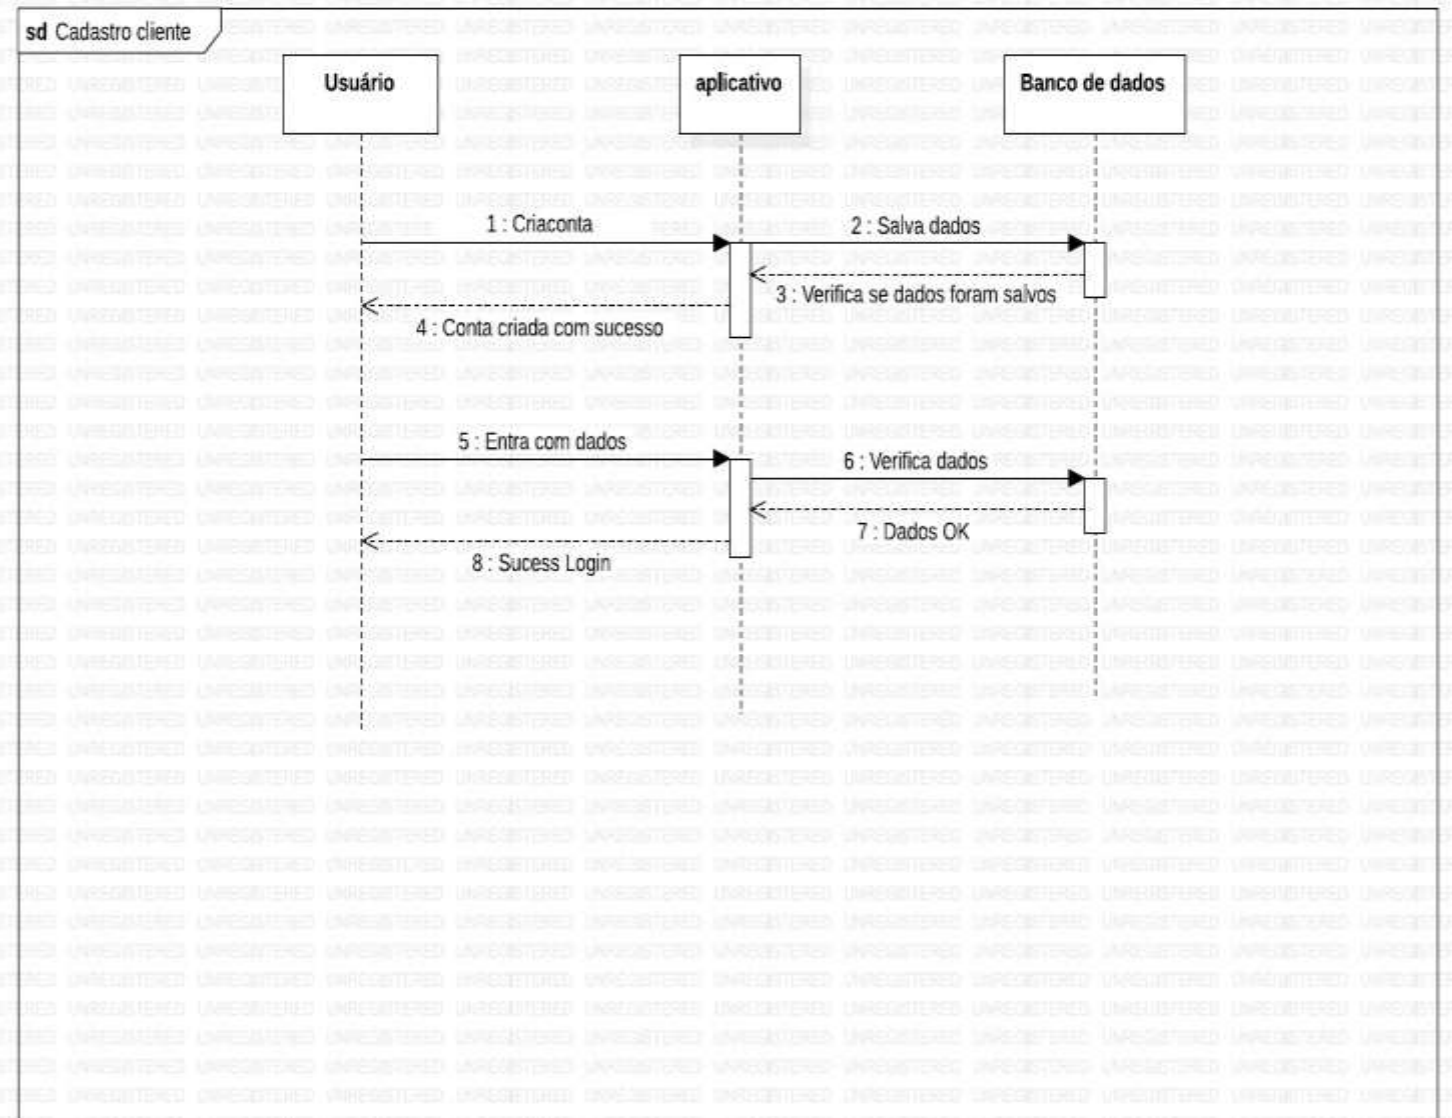 sd Cadastro cliente
Usuário
aplicativo
Banco de dados
1 : Criaconta
2 : Salva dados
3 : Verifica se dados foram salvos
4 : Conta criada com sucesso
5 : Entra com dados
6 : Verifica dados
7 : Dados OK
8 : Sucess Login